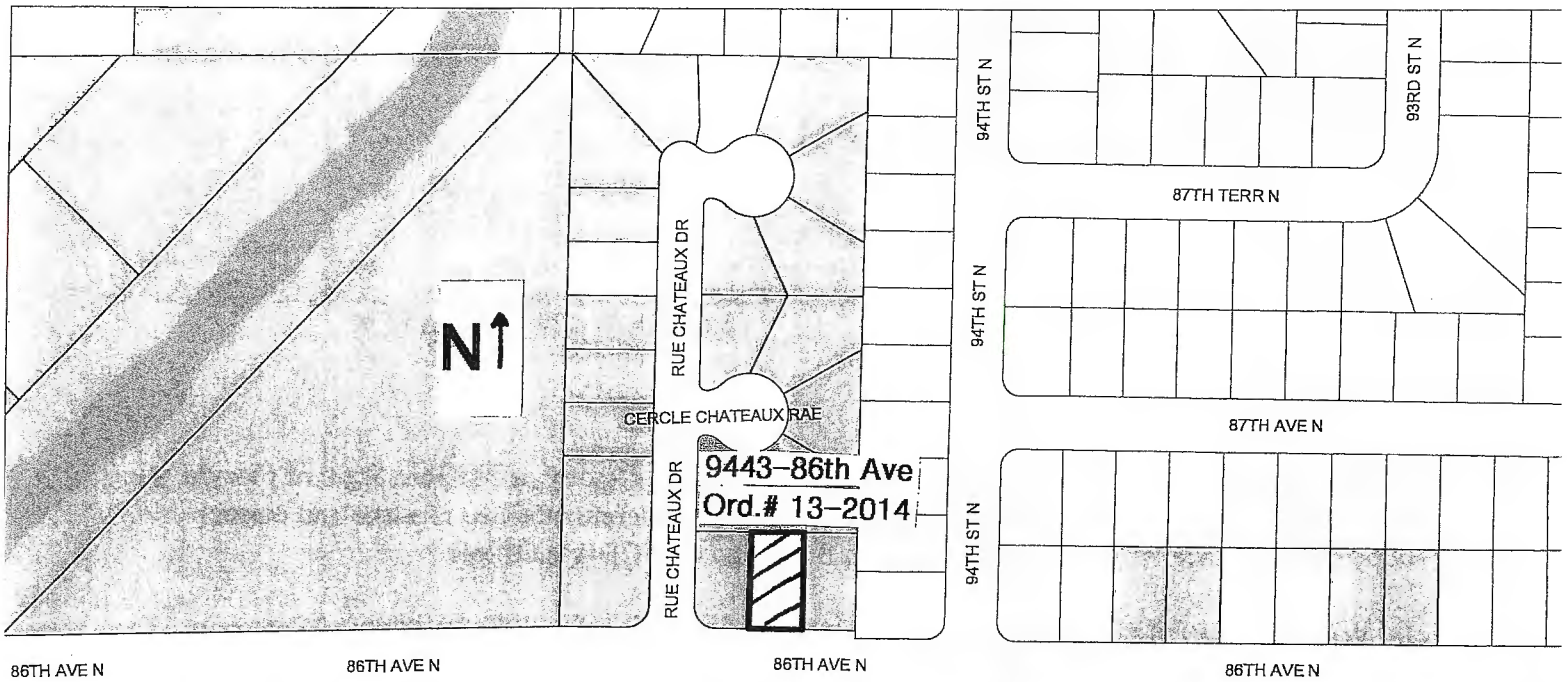 94TH ST N
93RD ST N
87TH TERR N
RUE CHATEAUX DR
94TH ST N
N
CERCLE CHATEAUX RAE
87TH AVE N
9443-86th Ave
Ord.# 13-2014
RUE CHATEAUX DR
94TH ST N
86TH AVE N
86TH AVE N
86TH AVE N
86TH AVE N